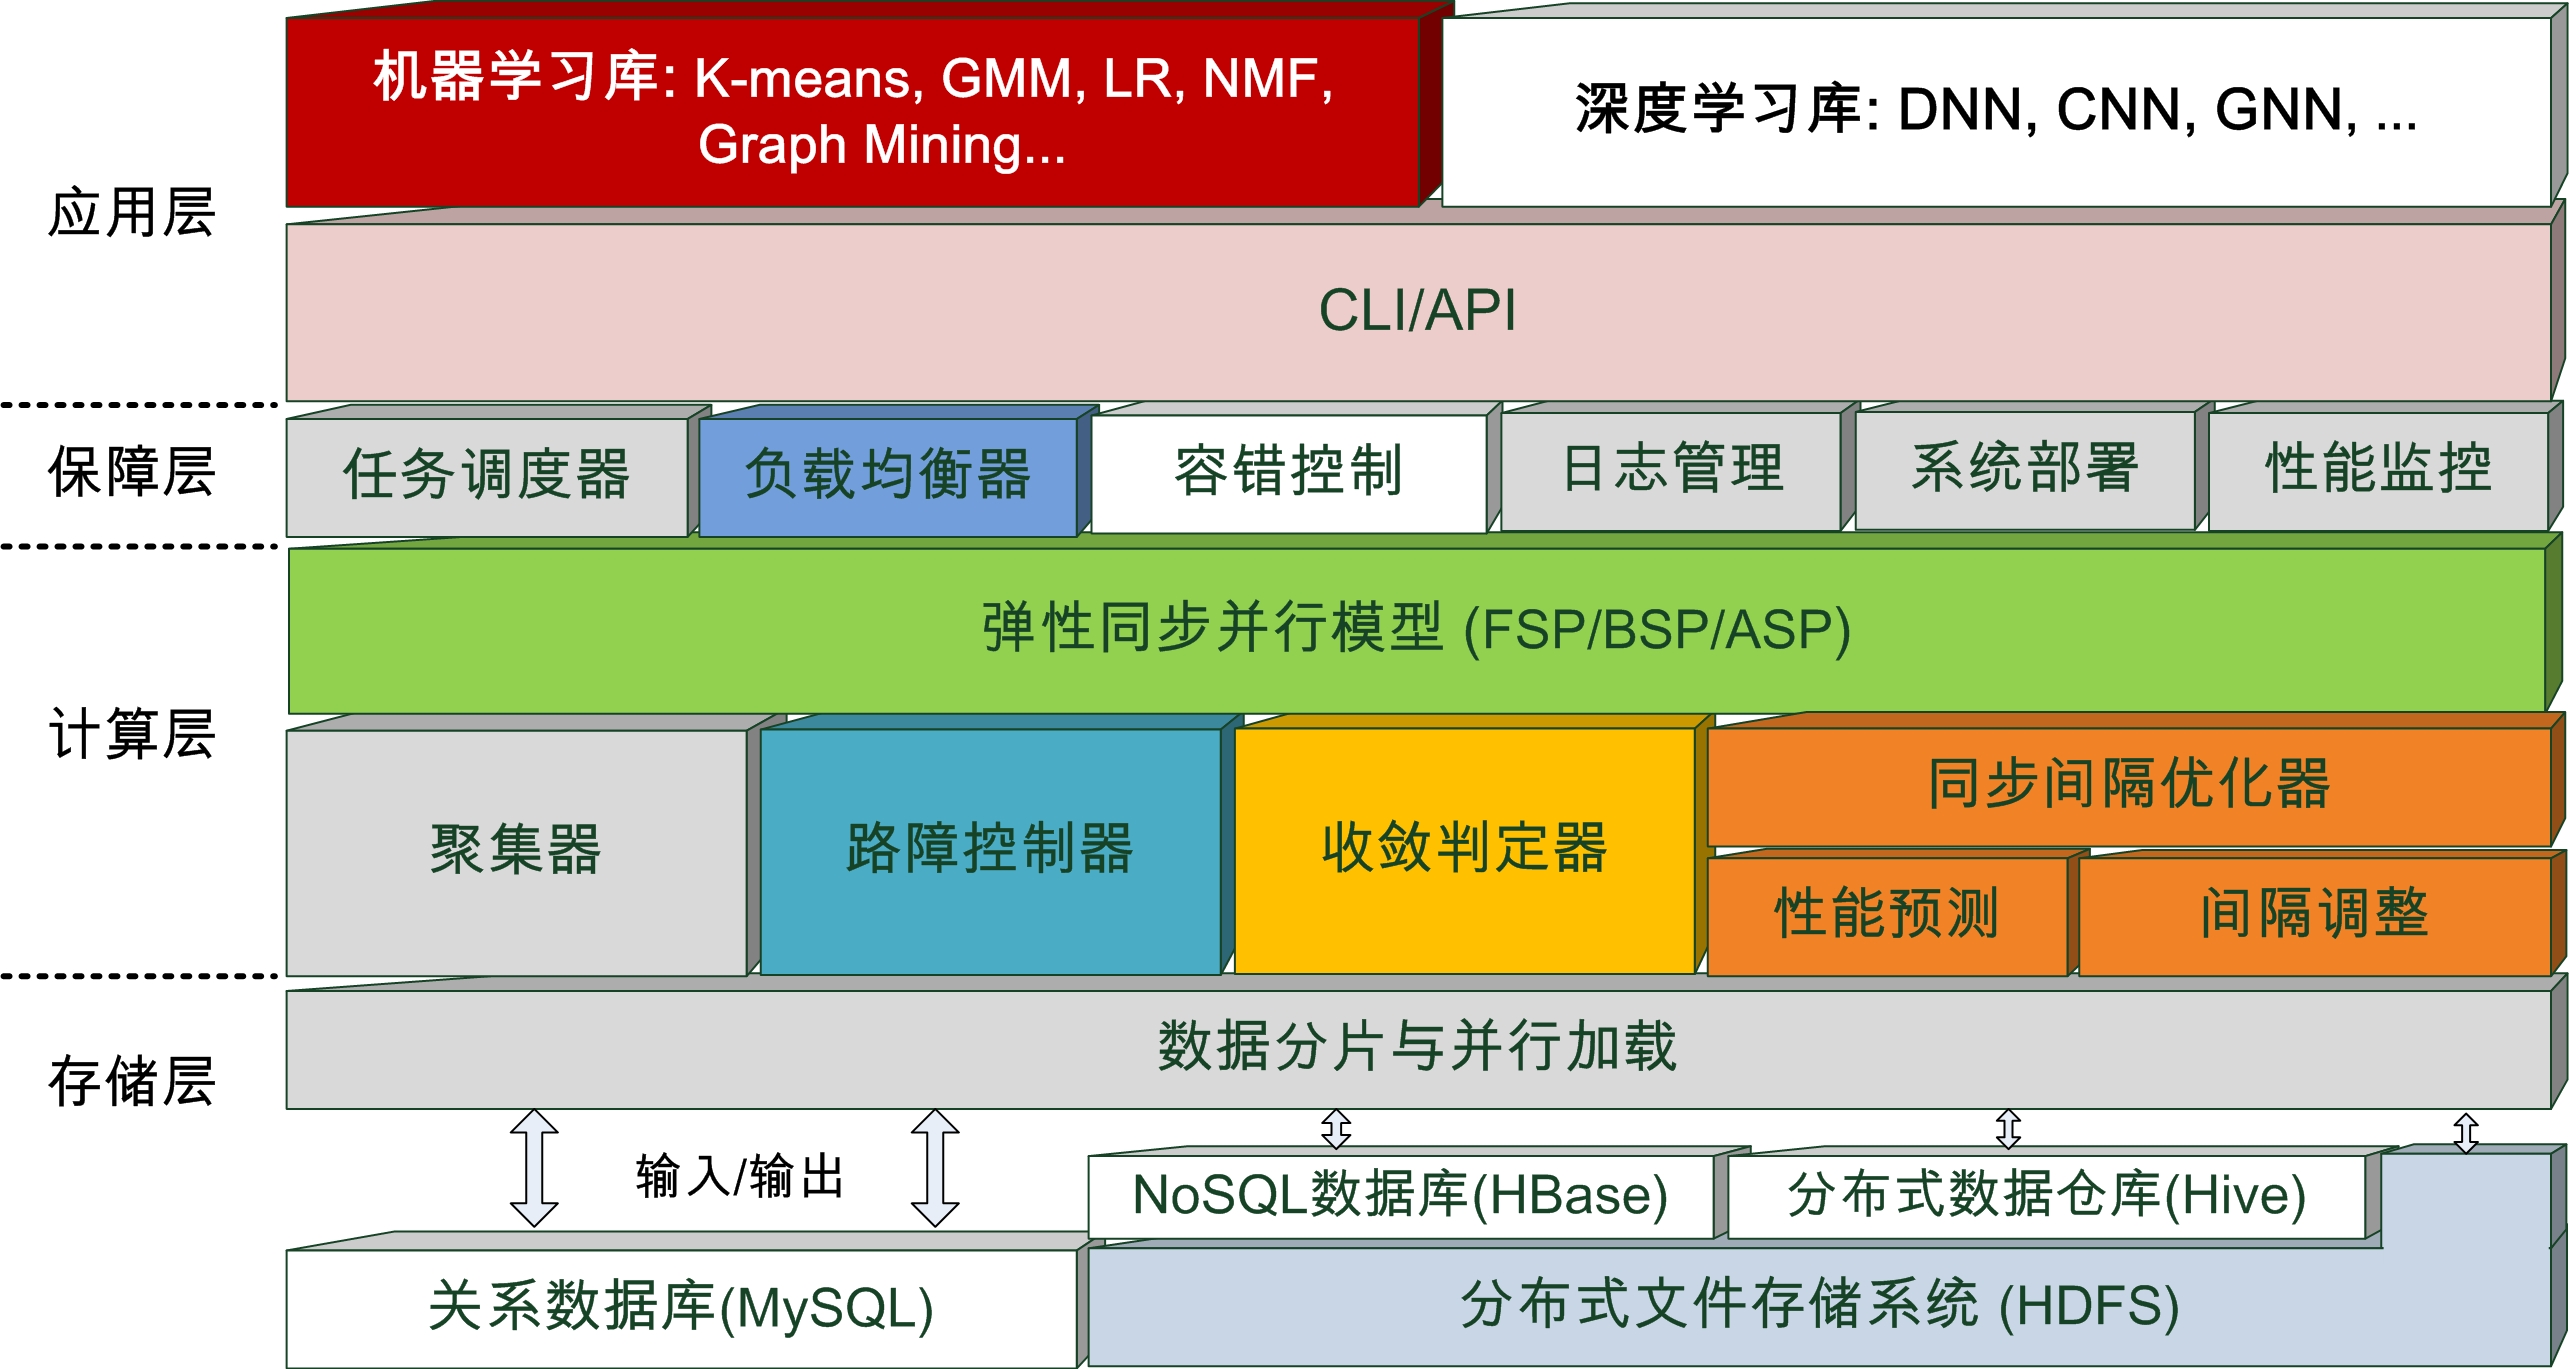 机器学习库: K-means, GMM, LR, NMF,
Graph Mining...
深度学习库: DNN, CNN, GNN, ...
应用层
CLI/API
保障层
任务调度器
负载均衡器
容错控制
日志管理
系统部署
性能监控
弹性同步并行模型 (FSP/BSP/ASP)
计算层
聚集器
路障控制器
收敛判定器
同步间隔优化器
性能预测
间隔调整
存储层
数据分片与并行加载
输入/输出
NoSQL数据库(HBase)
分布式数据仓库(Hive)
关系数据库(MySQL)
分布式文件存储系统 (HDFS)